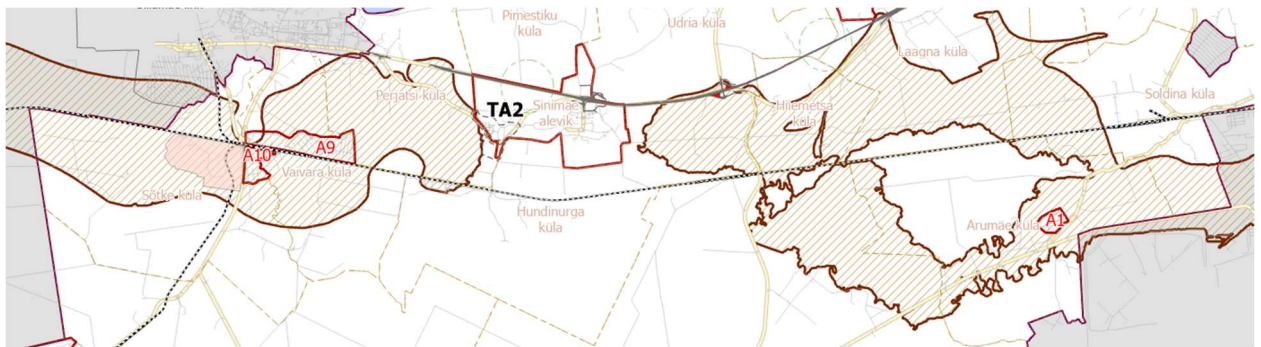 Pimestiku
küla
Udria küla
Laagna küla
Perjatsi küla
TA2
Sinimäe
alevik
Hiiemetsa
küla
Soldina küla
A10
A9
Vaivara küla
Sõtke küla
Hundinurga
küla
Arumäe küla
A1